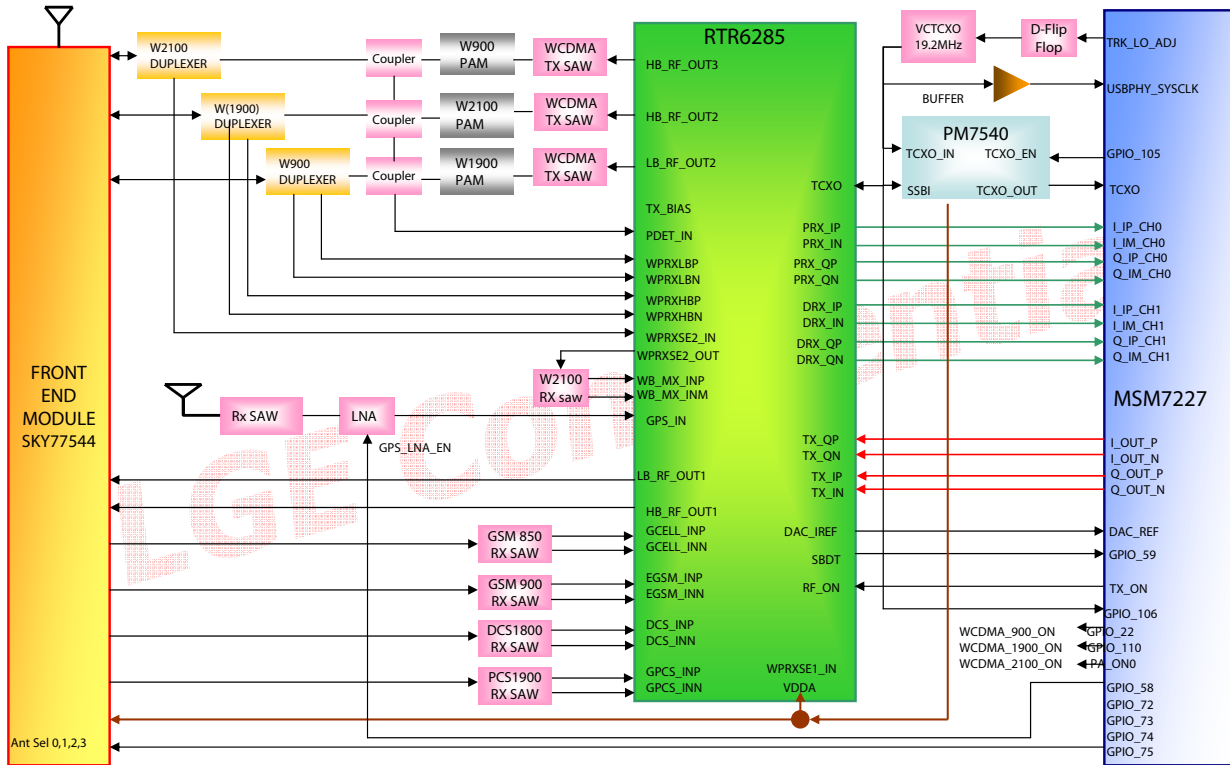 FRONT
END
MODULE
SKY77544
Ant Sel 0,1,2,3
W2100
DUPLEXER
W(1900)
DUPLEXER
W900
DUPLEXER
Coupler
Coupler
Coupler
W900
PAM
W2100
PAM
W1900
PAM
WCDMA
TX SAW
WCDMA
TX SAW
WCDMA
TX SAW
Rx SAW
LNA
GPS_LNA_EN
W2100
RX saw
GSM 850
RX SAW
GSM 900
RX SAW
DCS1800
RX SAW
PCS1900
RX SAW
RTR6285
HB_RF_OUT3
HB_RF_OUT2
LB_RF_OUT2
TX_BIAS
PDET_IN
WPRXLBP
WPRXLBN
WPRXHBP
WPRXHBN
WPRXSE2_IN
WPRXSE2_OUT
WB_MX_INP
WB_MX_INM
GPS_IN
LB_RF_OUT1
HB_RF_OUT1
GCELL_INP
GCELL_INN
EGSM_INP
EGSM_INN
DCS_INP
DCS_INN
GPCS_INP
GPCS_INN
TCXO
PRX_IP
PRX_IN
PRX_QP
PRX_QN
DRX_IP
DRX_IN
DRX_QP
DRX_QN
TX_QP
TX_QN
TX_IP
TX_IN
DAC_IREF
SBDT
RF_ON
WPRXSE1_IN
VDDA
VCTCXO
19.2MHz
D-Flip
Flop
BUFFER
PM7540
TCXO_IN TCXO_EN
SSBI TCXO_OUT
WCDMA_900_ON
WCDMA_1900_ON
WCDMA_2100_ON
MSM7227
TRK_LO_ADJ
USBPHY_SYSCLK
GPIO_105
TCXO
I_IP_CH0
I_IM_CH0
Q_IP_CH0
Q_IM_CH0
I_IP_CH1
I_IM_CH1
Q_IP_CH1
Q_IM_CH1
I_OUT_P
I_OUT_N
Q_OUT_P
Q_OUT_N
DAC_REF
GPIO_59
TX_ON
GPIO_106
GPIO_22
GPIO_110
PA_ON0
GPIO_58
GPIO_72
GPIO_73
GPIO_74
GPIO_75